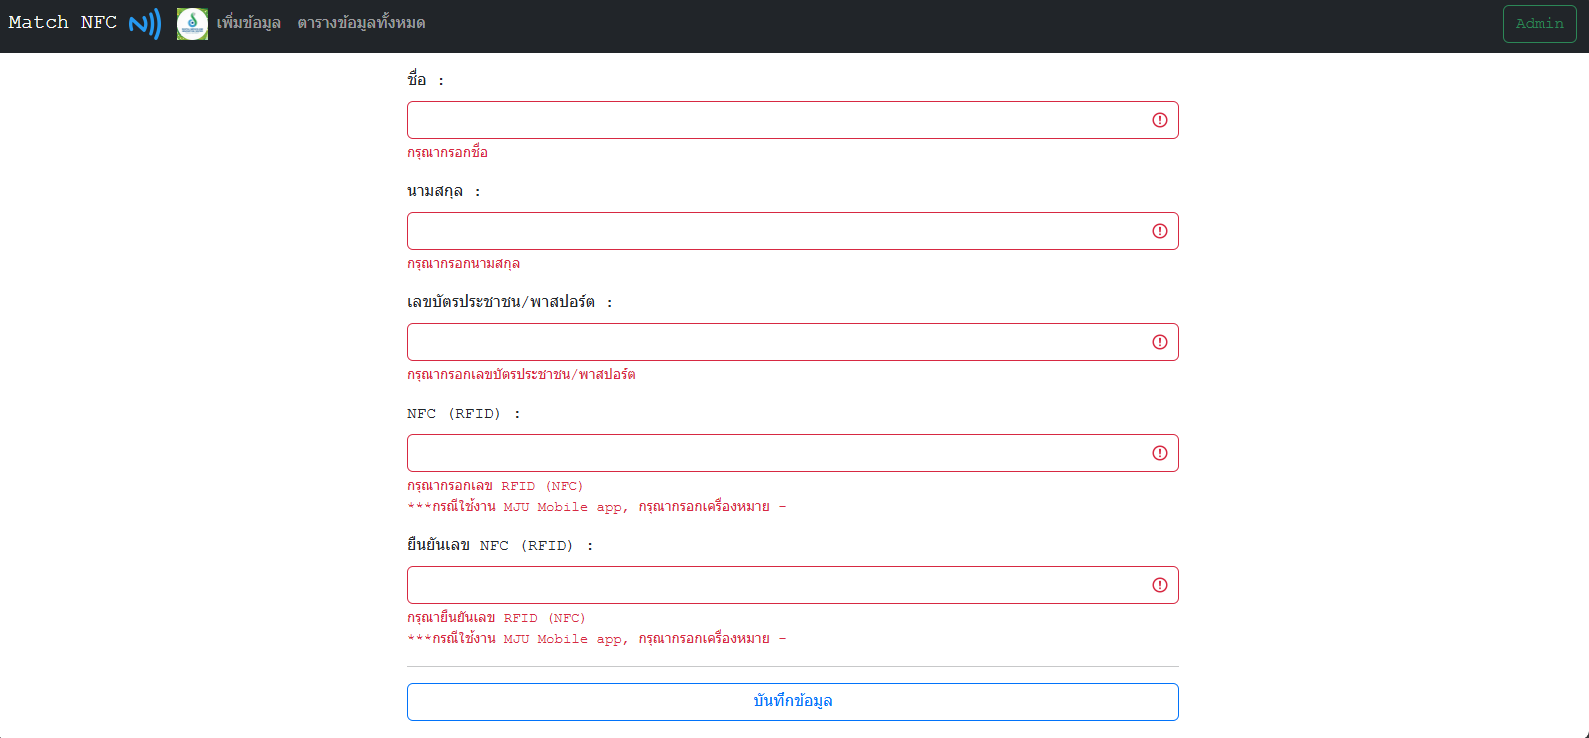 Match NFC เพิ่มข้อมูล ตารางข้อมูลทั้งหมด Admin
ชื่อ :
กรุณากรอกชื่อ
นามสกุล :
กรุณากรอกนามสกุล
เลขบัตรประชาชน/พาสปอร์ต :
กรุณากรอกเลขบัตรประชาชน/พาสปอร์ต
NFC (RFID) :
กรุณากรอกเลข RFID (NFC)
***กรณีใช้งาน MJU Mobile app, กรุณากรอกเครื่องหมาย -
ยืนยันเลข NFC (RFID) :
กรุณายืนยันเลข RFID (NFC)
***กรณีใช้งาน MJU Mobile app, กรุณากรอกเครื่องหมาย -
บันทึกข้อมูล